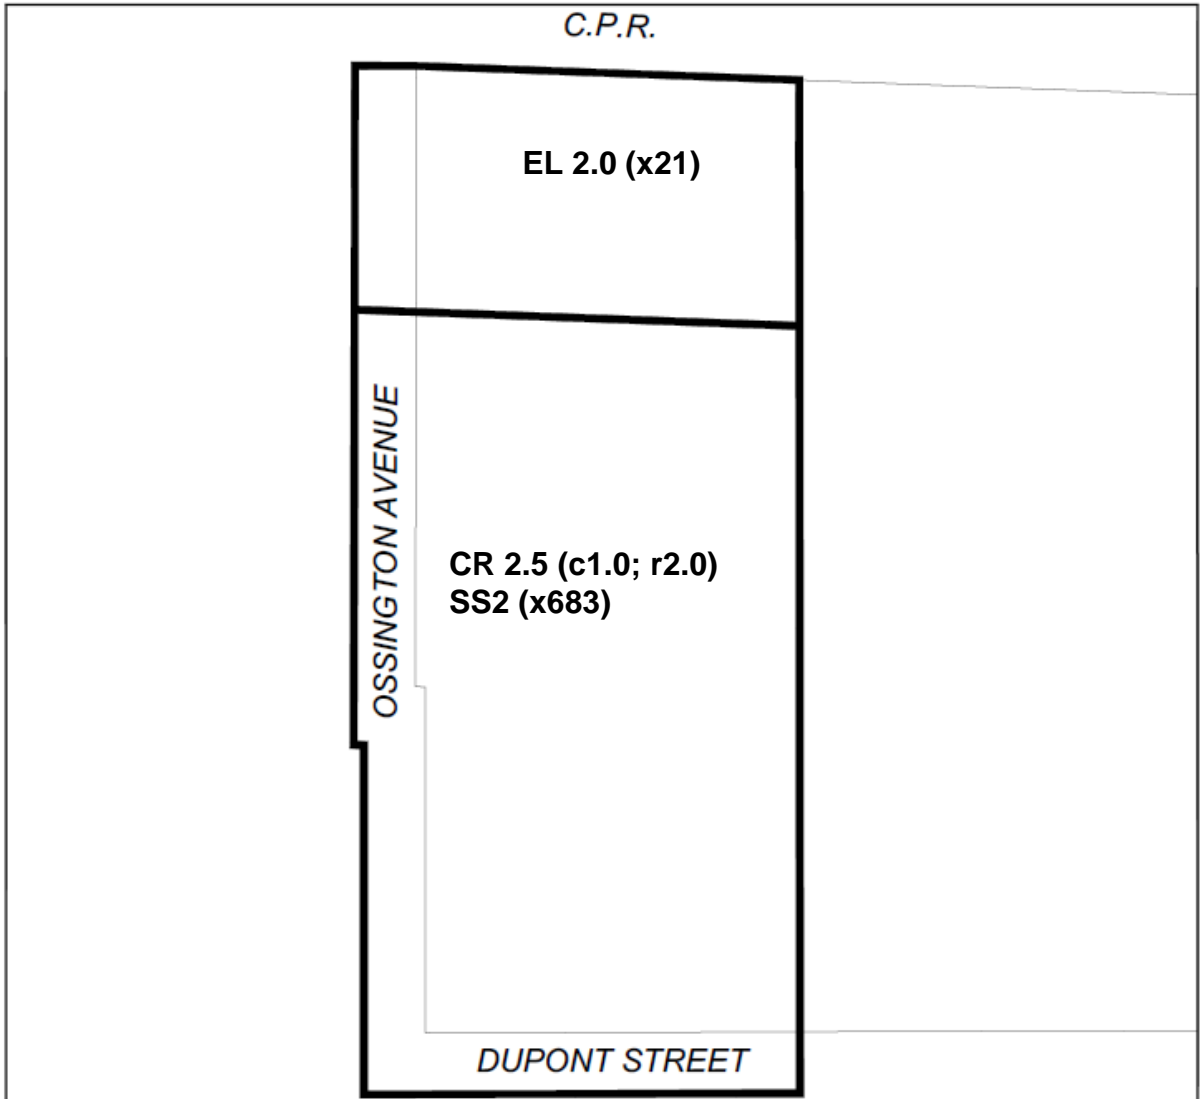 C.P.R.
EL 2.0 (x21)
OSSINGTON AVENUE
CR 2.5 (c1.0; r2.0)
SS2 (x683)
DUPONT STREET